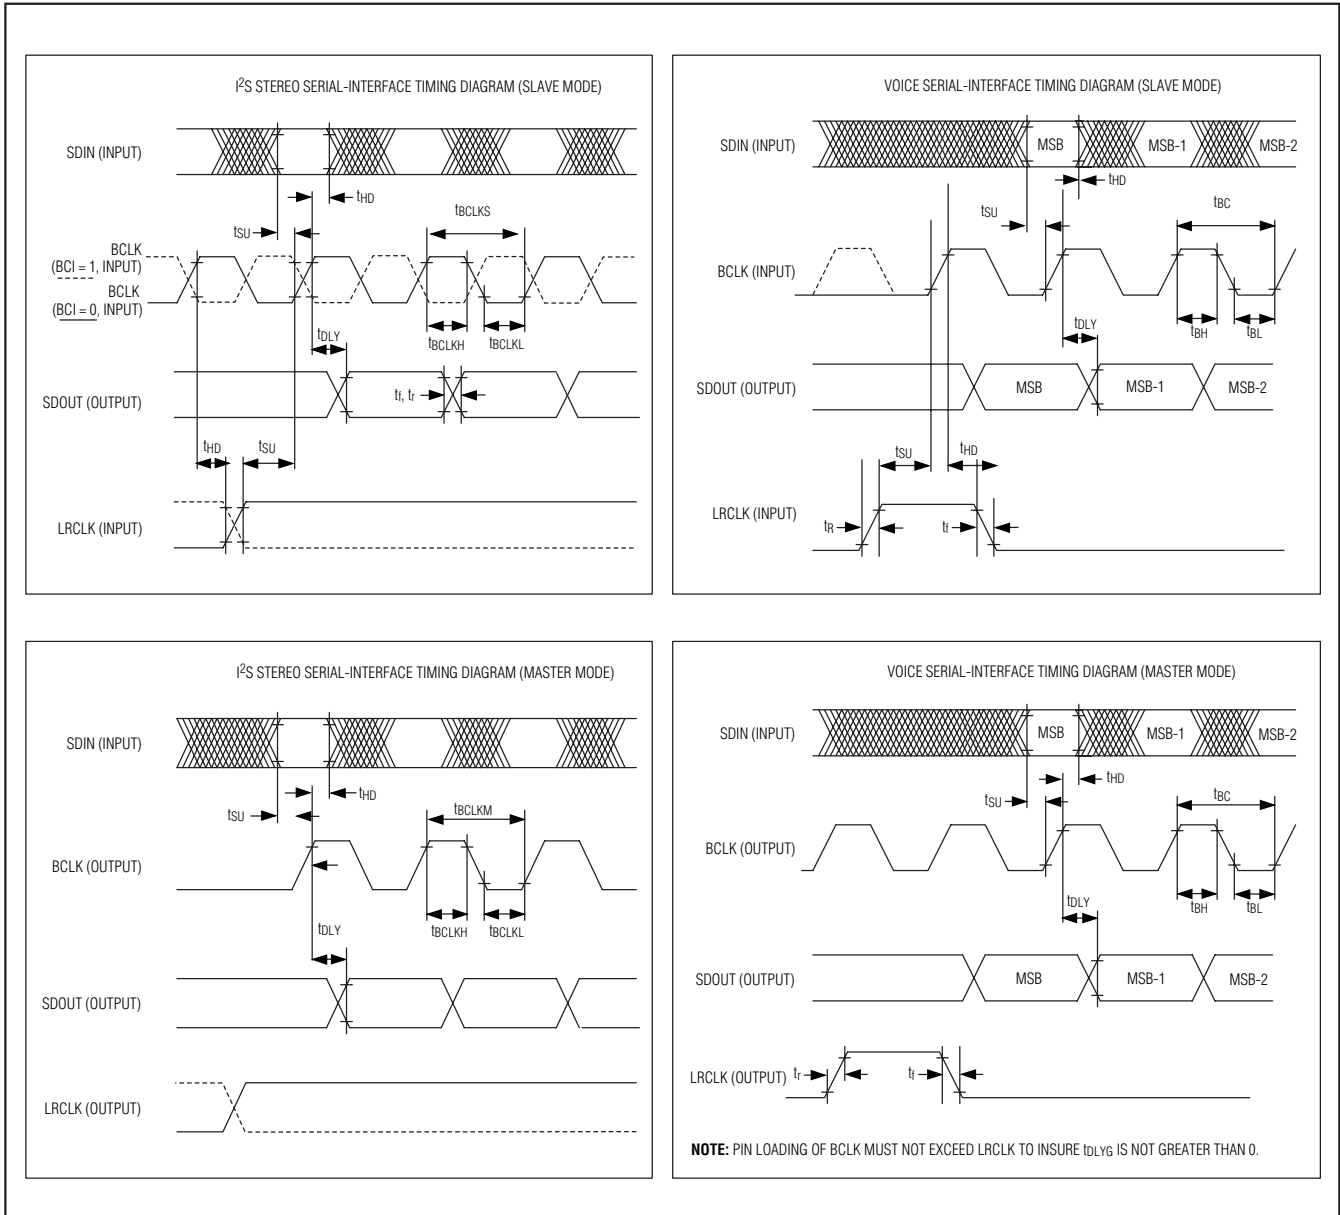 I²S STEREO SERIAL-INTERFACE TIMING DIAGRAM (SLAVE MODE)
SDIN (INPUT)
tHD
tBCLKS
tSU
BCLK
(BCI = 1, INPUT)
BCLK
(BCI = 0, INPUT)
tDLY
tBCLKH
tBCLKL
SDOUT (OUTPUT)
tf, tr
tHD
tSU
LRCLK (INPUT)
VOICE SERIAL-INTERFACE TIMING DIAGRAM (SLAVE MODE)
SDIN (INPUT)
MSB
MSB-1
MSB-2
tHD
tSU
tBC
BCLK (INPUT)
tDLY
tBH
tBL
SDOUT (OUTPUT)
MSB
MSB-1
MSB-2
tSU
tHD
LRCLK (INPUT)
tR
tf
I²S STEREO SERIAL-INTERFACE TIMING DIAGRAM (MASTER MODE)
SDIN (INPUT)
tHD
tSU
tBCLKM
BCLK (OUTPUT)
tDLY
tBCLKH
tBCLKL
SDOUT (OUTPUT)
LRCLK (OUTPUT)
VOICE SERIAL-INTERFACE TIMING DIAGRAM (MASTER MODE)
SDIN (INPUT)
MSB
MSB-1
MSB-2
tHD
tSU
tBC
BCLK (OUTPUT)
tDLY
tBH
tBL
SDOUT (OUTPUT)
MSB
MSB-1
MSB-2
LRCLK (OUTPUT)
tr
tf
NOTE: PIN LOADING OF BCLK MUST NOT EXCEED LRCLK TO INSURE tDLYG IS NOT GREATER THAN 0.